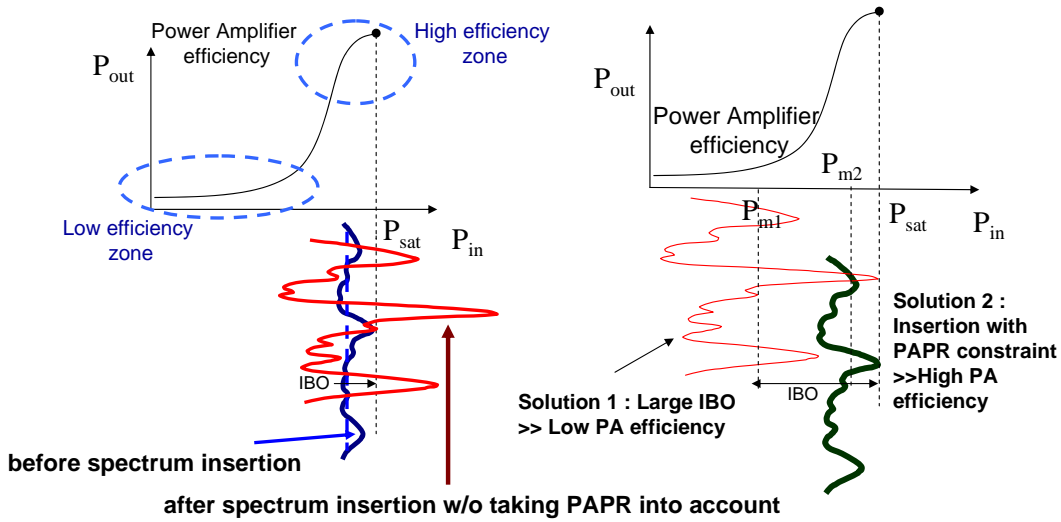 Power Amplifier
efficiency
High efficiency
zone
Pout
Low efficiency
zone
Psat
Pin
IBO
before spectrum insertion
after spectrum insertion w/o taking PAPR into account
Pout
Power Amplifier
efficiency
Pm2
Pm1
Psat
Pin
Solution 2 :
Insertion with
PAPR constraint
>>High PA
efficiency
IBO
Solution 1 : Large IBO
>> Low PA efficiency